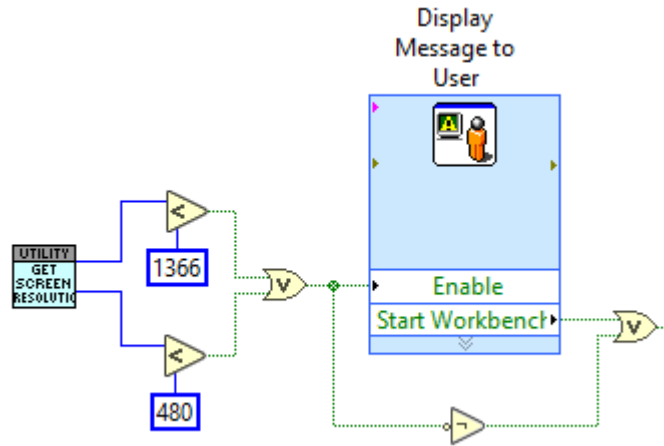 Display
Message to
User
UTILITY
GET
SCREEN
RESOLUTIO
<
1366
V
<
480
Enable
Start Workbench
V
¬